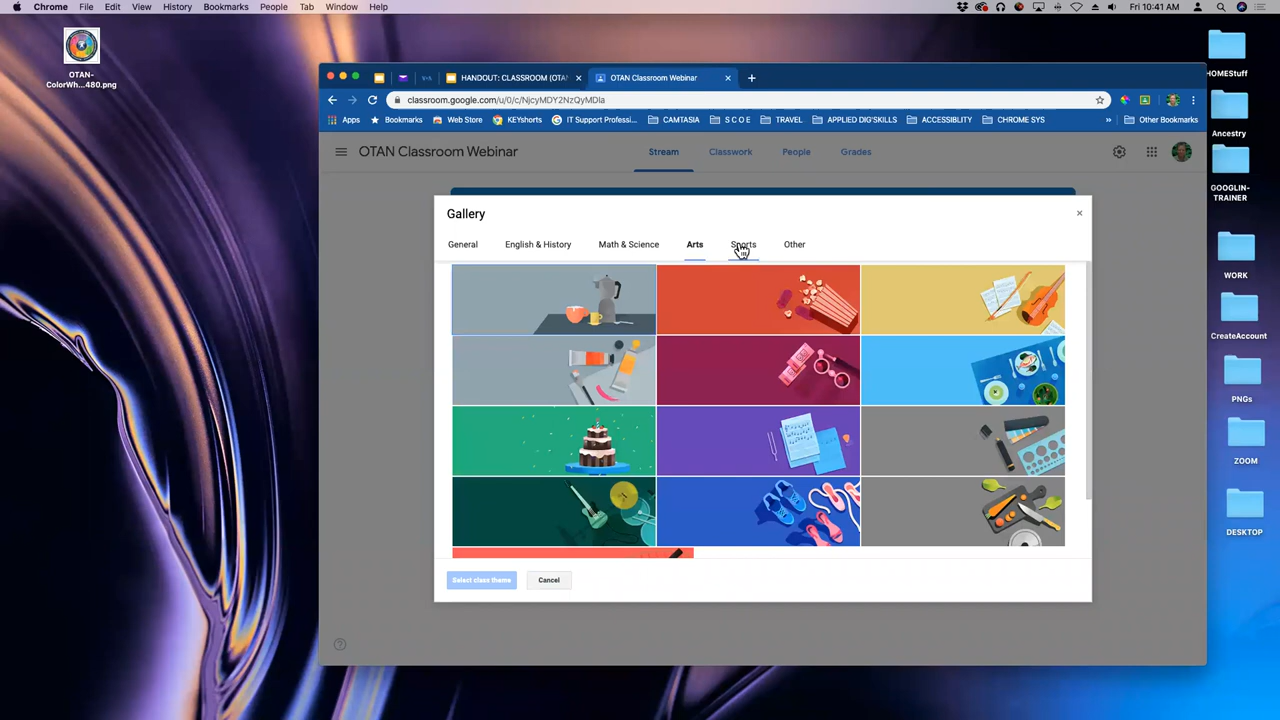 Chrome File Edit View History Bookmarks People Tab Window Help Fri 10:41 AM
OTAN-
ColorWh...480.png
HANDOUT: CLASSROOM (OTAN
OTAN Classroom Webinar
classroom.google.com/u/0/c/NjcyMDY2NzQyMDla
Apps Bookmarks Web Store KEYshorts IT Support Professi... CAMTASIA S C O E TRAVEL APPLIED DIG'SKILLS ACCESSIBLITY CHROME SYS » Other Bookmarks
OTAN Classroom Webinar Stream Classwork People Grades
Gallery
General English & History Math & Science Arts Sports Other
Select class theme Cancel
HOMEStuff
Ancestry
GOOGLIN-
TRAINER
WORK
CreateAccount
PNGs
ZOOM
DESKTOP